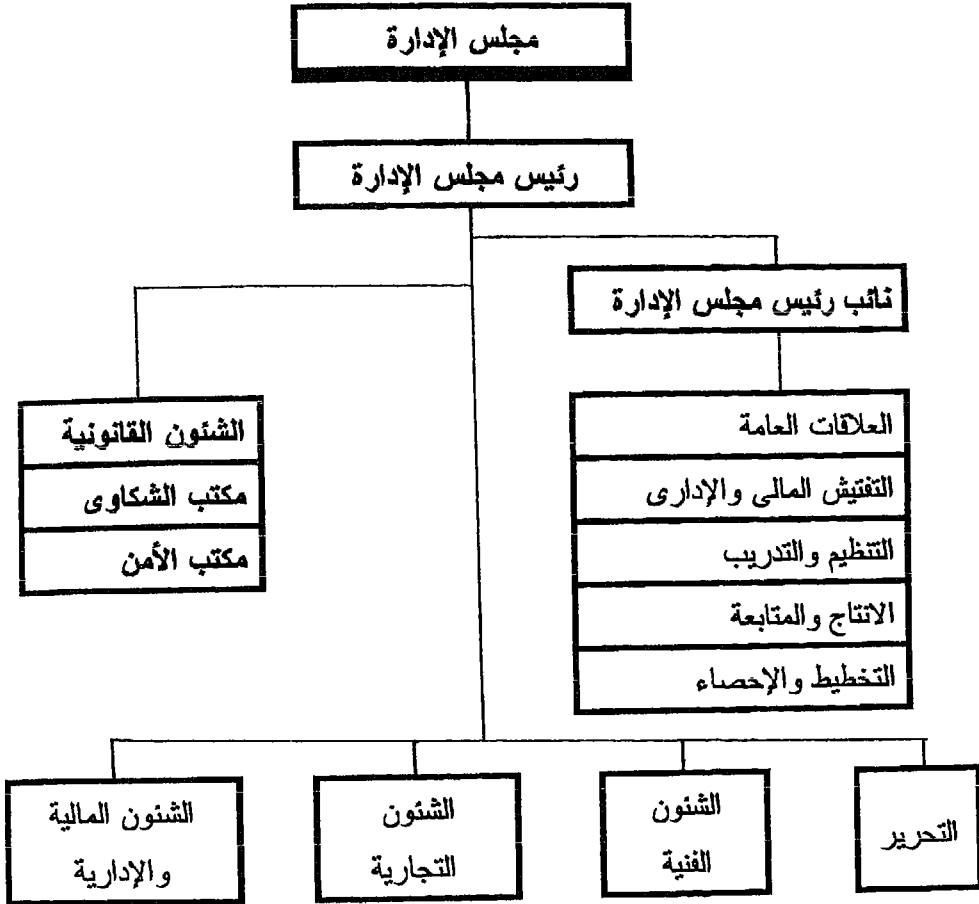 مجلس الإدارة
رئيس مجلس الإدارة
نائب رئيس مجلس الإدارة
العلاقات العامة
التفتيش المالى والإدارى
التنظيم والتدريب
الانتاج والمتابعة
التخطيط والإحصاء
الشئون القانونية
مكتب الشكاوى
مكتب الأمن
التحرير
الشئون
الفنية
الشئون
التجارية
الشئون المالية
والإدارية